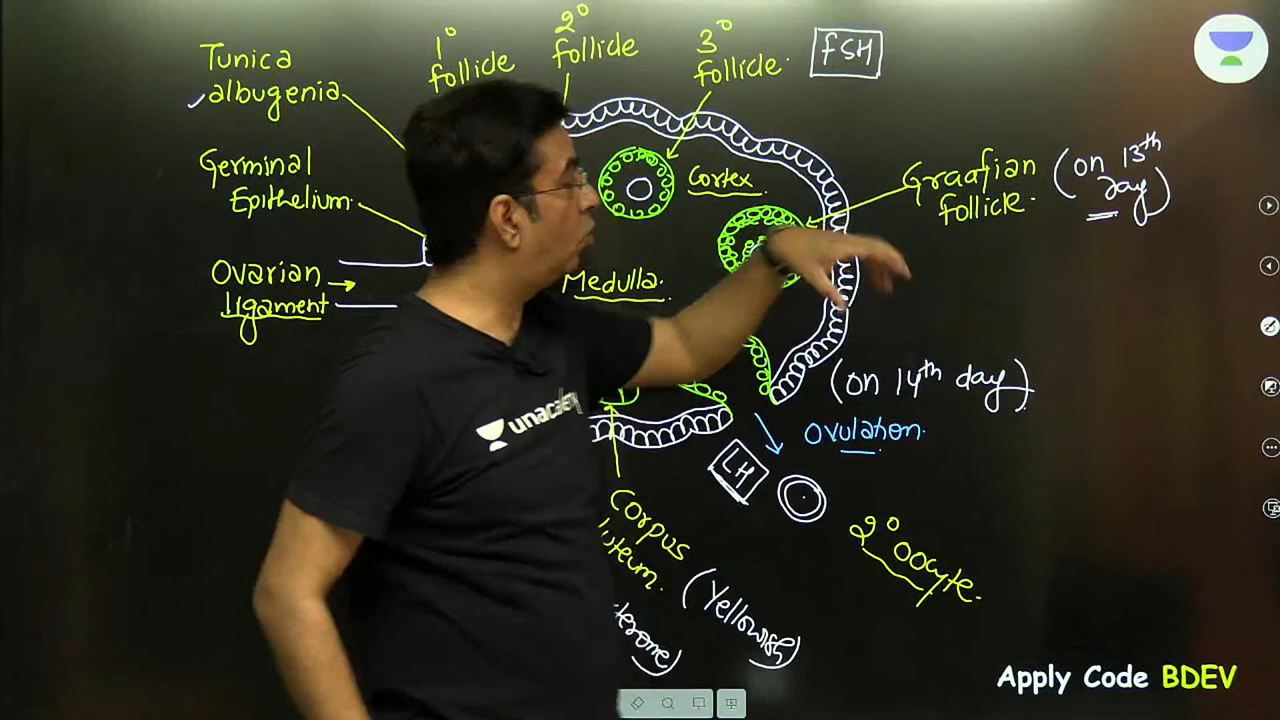 Tunica
albugenia
Germinal
Epithelium
Ovarian
ligament
1° follicle
2° follicle
3° follicle
FSH
Cortex
Medulla
Graafian
follicle
(on 13th
Day)
(on 14th day)
Ovulation
LH
2° Oocyte
Corpus
(Yellowish)
unacademy
Apply Code BDEV